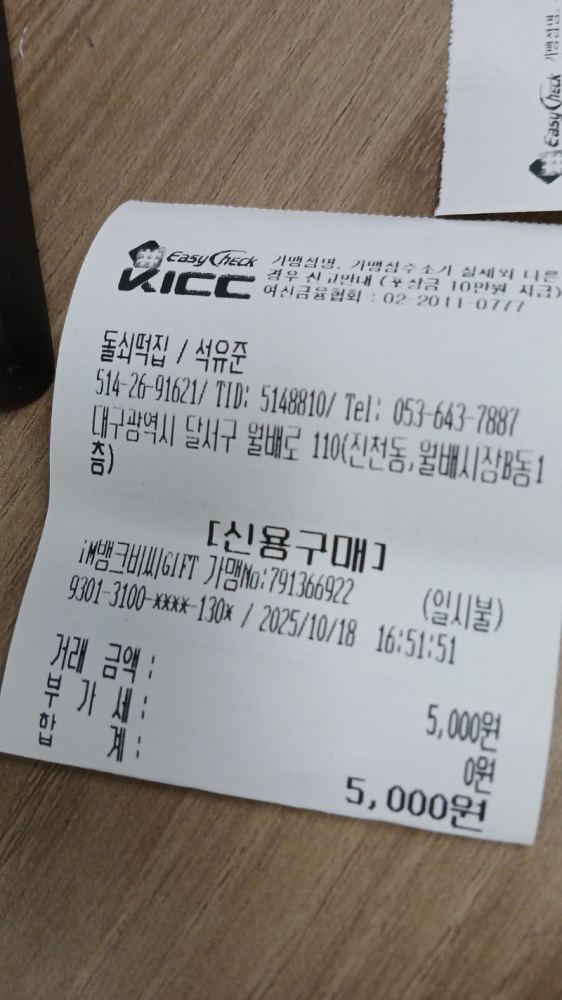 EasyCheck
KICC
가맹점명, 가맹점주소가 실제와 다른
경우 신고안내 (포상금 10만원 지급)
여신금융협회 : 02-2011-0777
돌쇠떡집 / 석유준
514-26-91621/ TID: 5148810/ Tel: 053-643-7887
대구광역시 달서구 월배로 110(진천동,월배시장B동1
층)
[신용구매]
iM뱅크비씨GIFT 가맹No:791366922 (일시불)
9301-3100-****-130* / 2025/10/18 16:51:51
거래 금액 : 5,000원
부 가 세 : 0원
합 계 : 5,000원
EasyCheck
가맹점명,